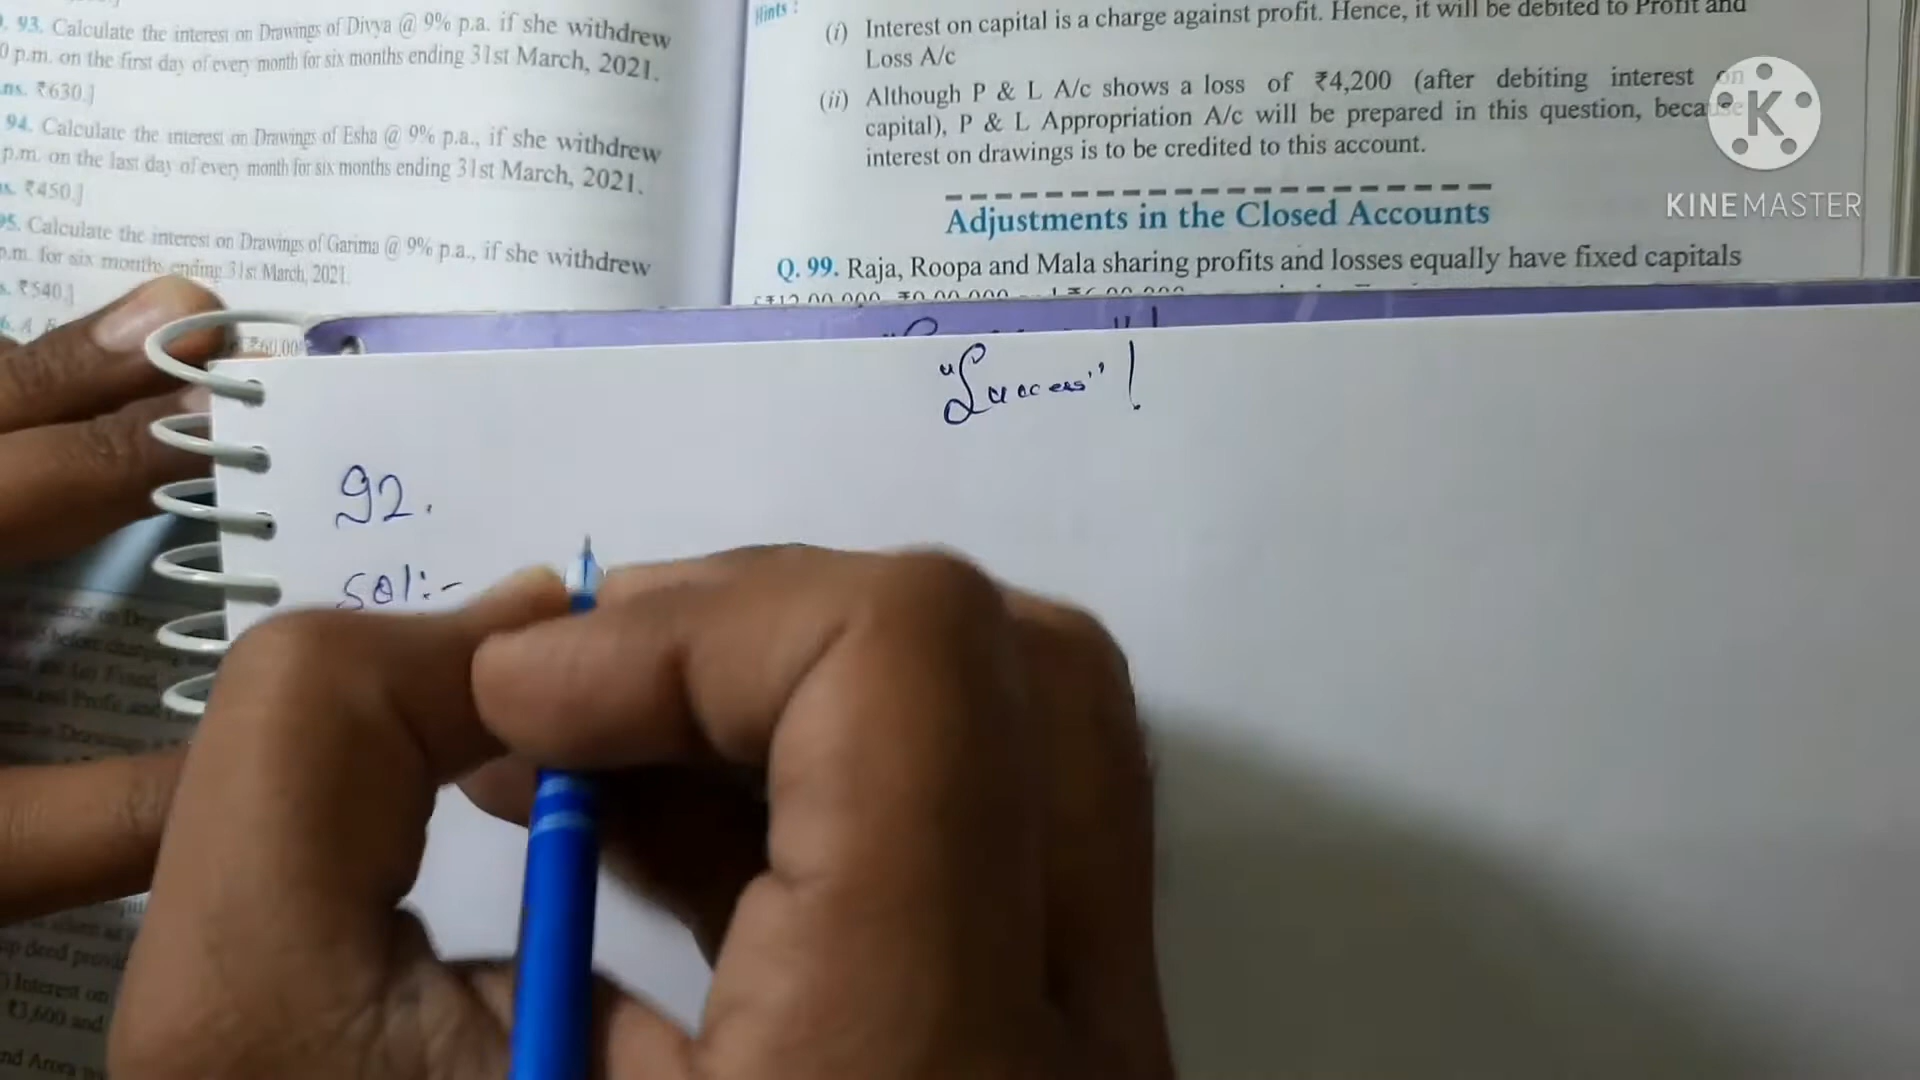 93. Calculate the interest on Drawings of Divya @ 9% p.a. if she withdrew
0 p.m. on the first day of every month for six months ending 31st March, 2021.
ns. ₹630.]
94. Calculate the interest on Drawings of Esha @ 9% p.a., if she withdrew
p.m. on the last day of every month for six months ending 31st March, 2021.
s. ₹450.]
95. Calculate the interest on Drawings of Garima @ 9% p.a., if she withdrew
p.m. for six months ending 31st March, 2021.
s. ₹540.]
Hints :
(i) Interest on capital is a charge against profit. Hence, it will be debited to Profit and
Loss A/c
(ii) Although P & L A/c shows a loss of ₹4,200 (after debiting interest on
capital), P & L Appropriation A/c will be prepared in this question, because
interest on drawings is to be credited to this account.
Adjustments in the Closed Accounts
Q. 99. Raja, Roopa and Mala sharing profits and losses equally have fixed capitals
K
KINEMASTER
"Success"!
92.
Sol:-
) Interest on
₹3,600 and